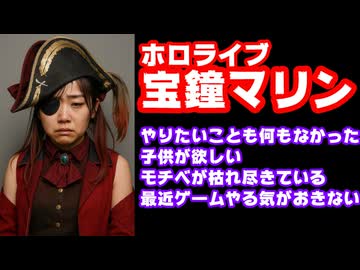 ホロライブ
宝鐘マリン
やりたいことも何もなかった
子供が欲しい
モチベが枯れ尽きている
最近ゲームやる気がおきない